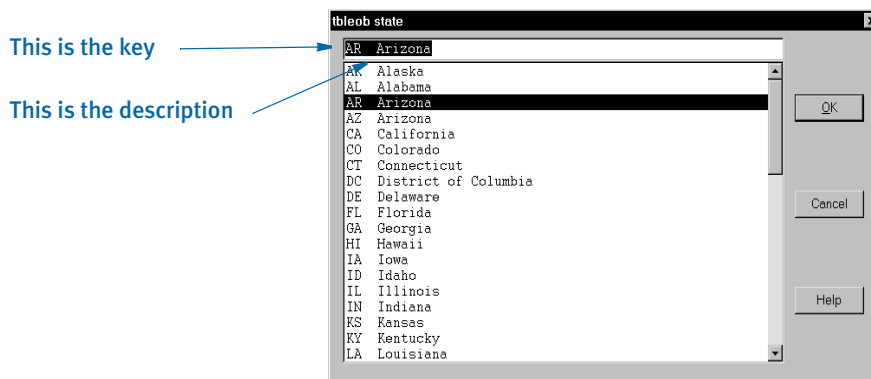 tbleob state
This is the key
AR Arizona
This is the description
AK Alaska
AL Alabama
AR Arizona
AZ Arizona
CA California
CO Colorado
CT Connecticut
DC District of Columbia
DE Delaware
FL Florida
GA Georgia
HI Hawaii
IA Iowa
ID Idaho
IL Illinois
IN Indiana
KS Kansas
KY Kentucky
LA Louisiana
OK
Cancel
Help